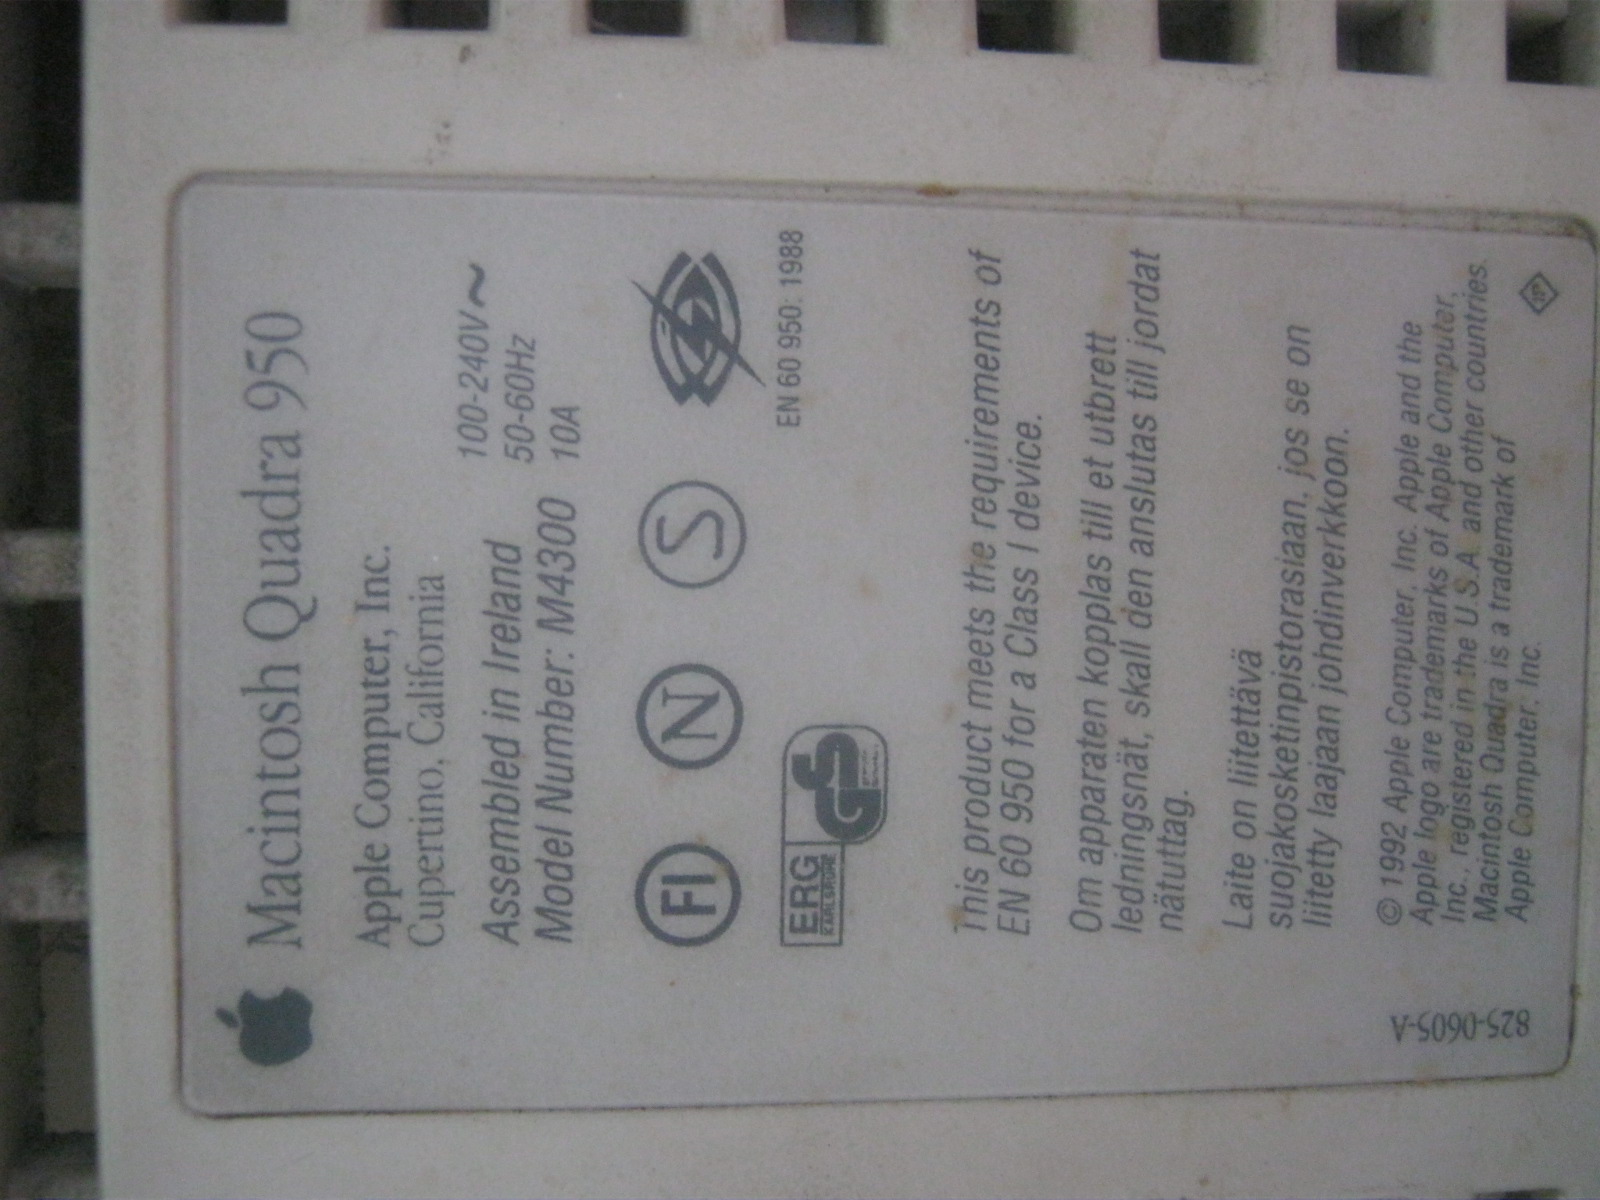 Macintosh Quadra 950
Apple Computer, Inc.
Cupertino, California
Assembled in Ireland
Model Number: M4300
100-240V~
50-60Hz
10A
FI
N
S
EN 60 950: 1988
ERG
KARLSRUHE
GS
This product meets the requirements of
EN 60 950 for a Class I device.
Om apparaten kopplas till et utbrett
ledningsnät, skall den anslutas till jordat
nätuttag.
Laite on liitettävä
suojakosketinpistorasiaan, jos se on
liitetty laajaan johdinverkkoon.
© 1992 Apple Computer, Inc. Apple and the
Apple logo are trademarks of Apple Computer,
Inc., registered in the U.S.A. and other countries.
Macintosh Quadra is a trademark of
Apple Computer, Inc.
825-0605-A